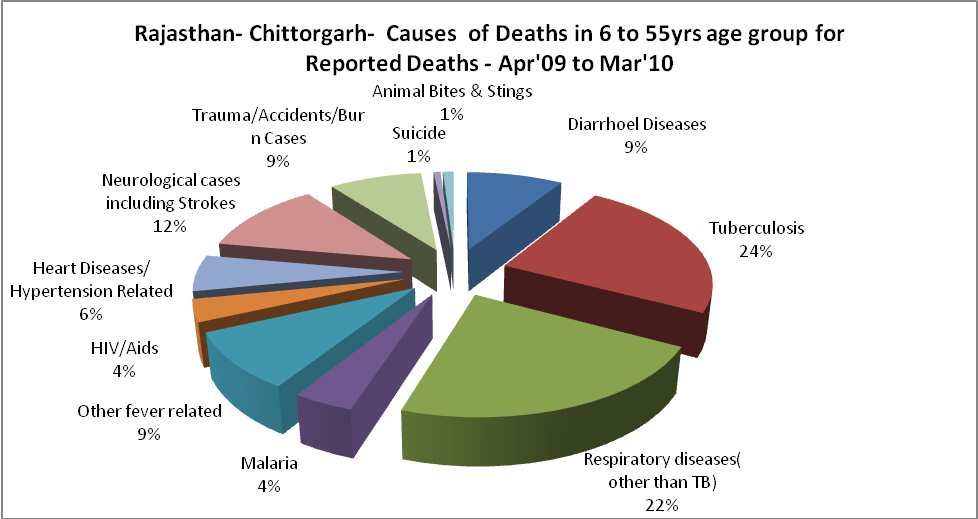 Rajasthan- Chittorgarh-  Causes  of Deaths in 6 to 55yrs age group for
Reported Deaths - Apr'09 to Mar'10
Animal Bites & Stings
1%
Diarrhoel Diseases
9%
Tuberculosis
24%
Respiratory diseases(
other than TB)
22%
Malaria
4%
Other fever related
9%
HIV/Aids
4%
Heart Diseases/
Hypertension Related
6%
Neurological cases
including Strokes
12%
Trauma/Accidents/Bur
n Cases
9%
Suicide
1%